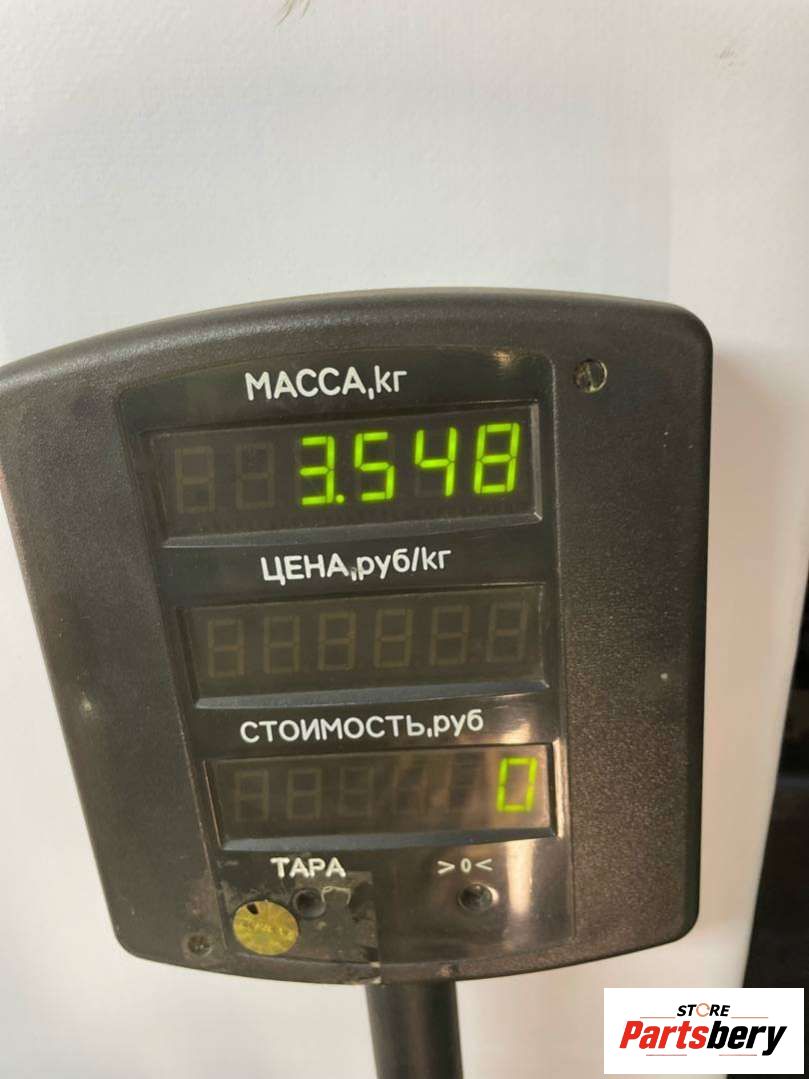 МАССА,кг
3.548
ЦЕНА,руб/кг
СТОИМОСТЬ,руб
0
ТАРА >0<
STORE
Partsbery